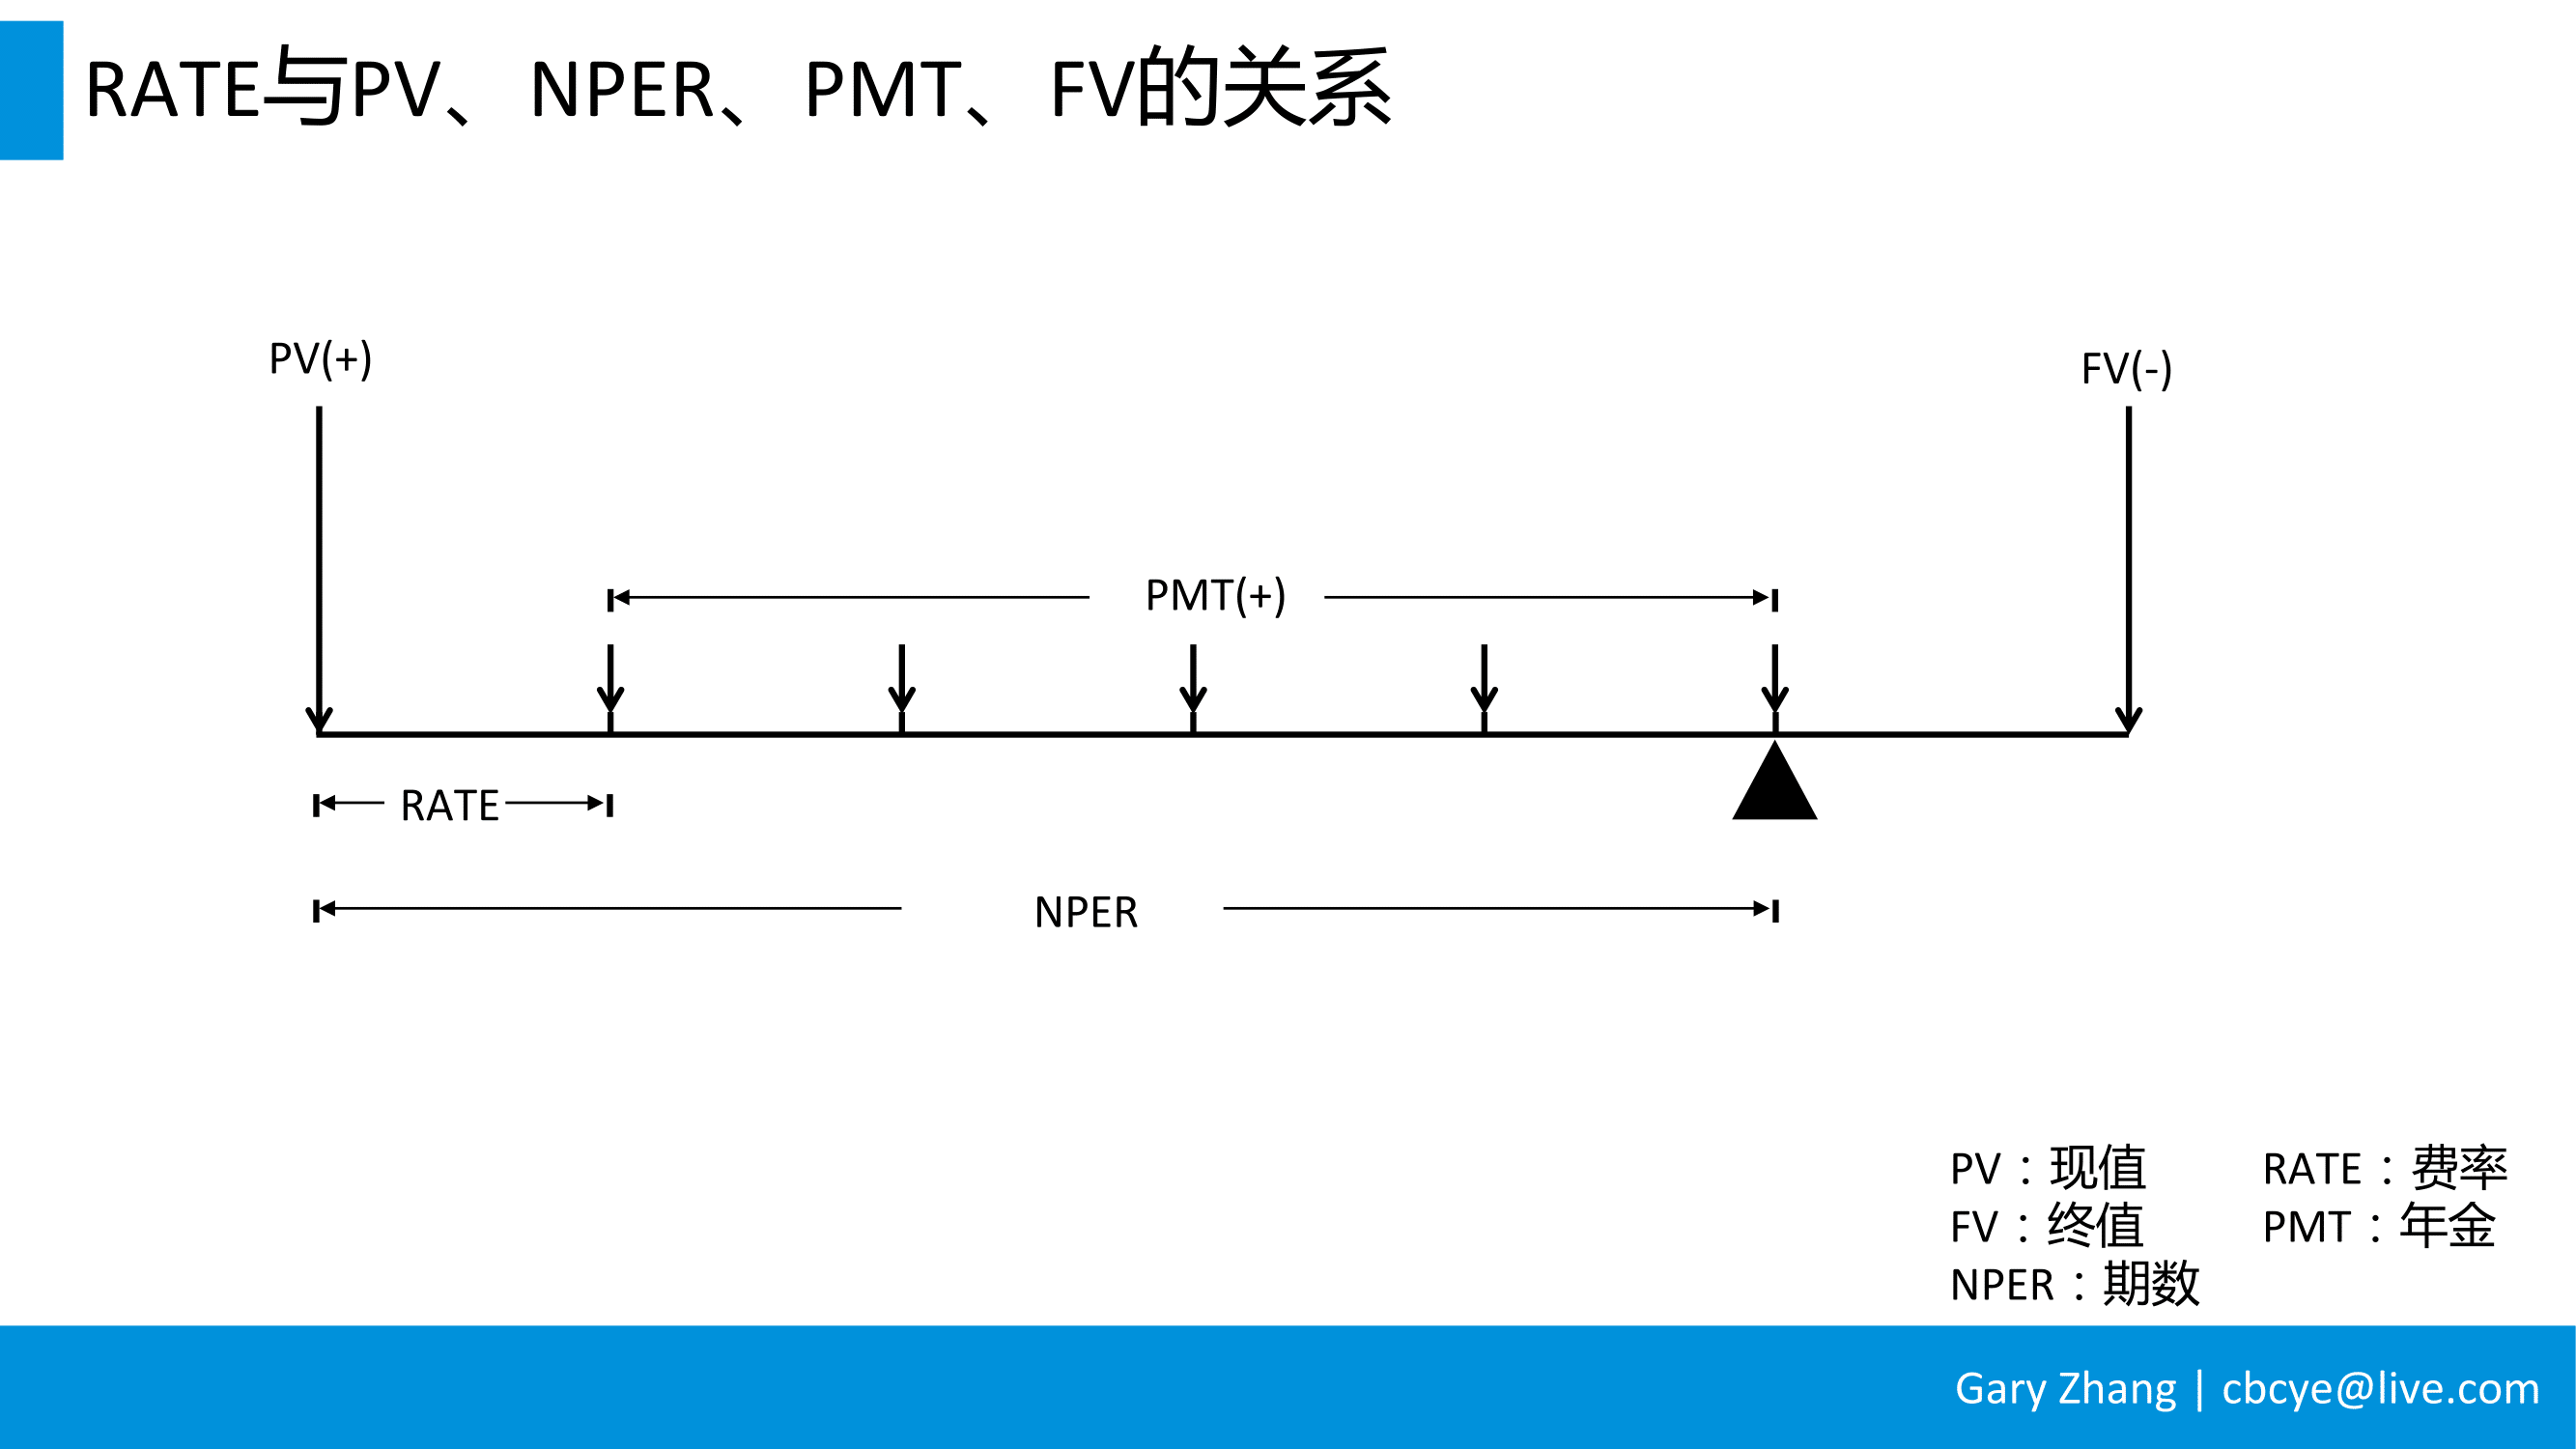 RATE与PV、NPER、PMT、FV的关系
PV(+)
FV(-)
PMT(+)
RATE
NPER
PV：现值 RATE：费率
FV：终值 PMT：年金
NPER：期数
Gary Zhang | cbcye@live.com